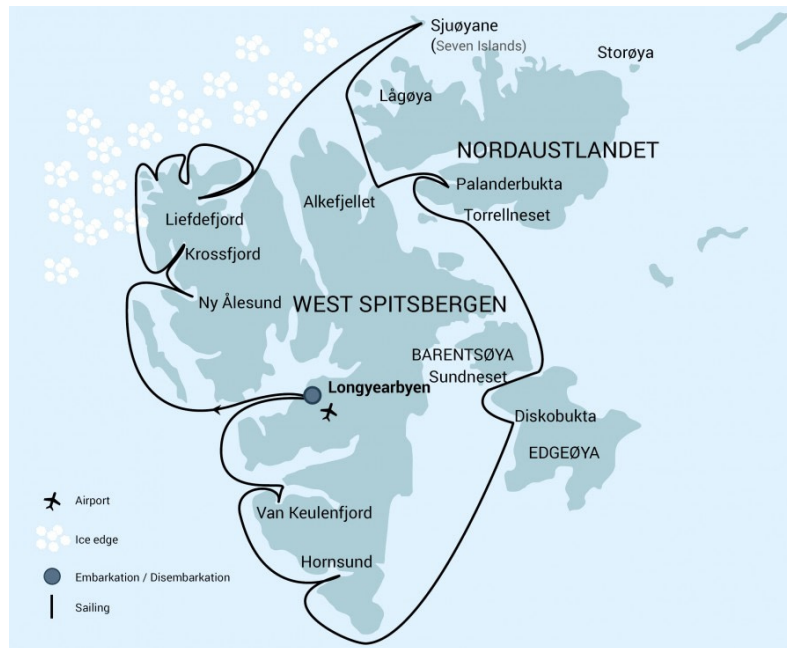 Sjuøyane
(Seven Islands)
Storøya
Lågøya
NORDAUSTLANDET
Palanderbukta
Alkefjellet
Torrellneset
Liefdefjord
Krossfjord
Ny Ålesund
WEST SPITSBERGEN
BARENTSØYA
Sundneset
Longyearbyen
Diskobukta
EDGEØYA
Van Keulenfjord
Hornsund
Airport
Ice edge
Embarkation / Disembarkation
Sailing